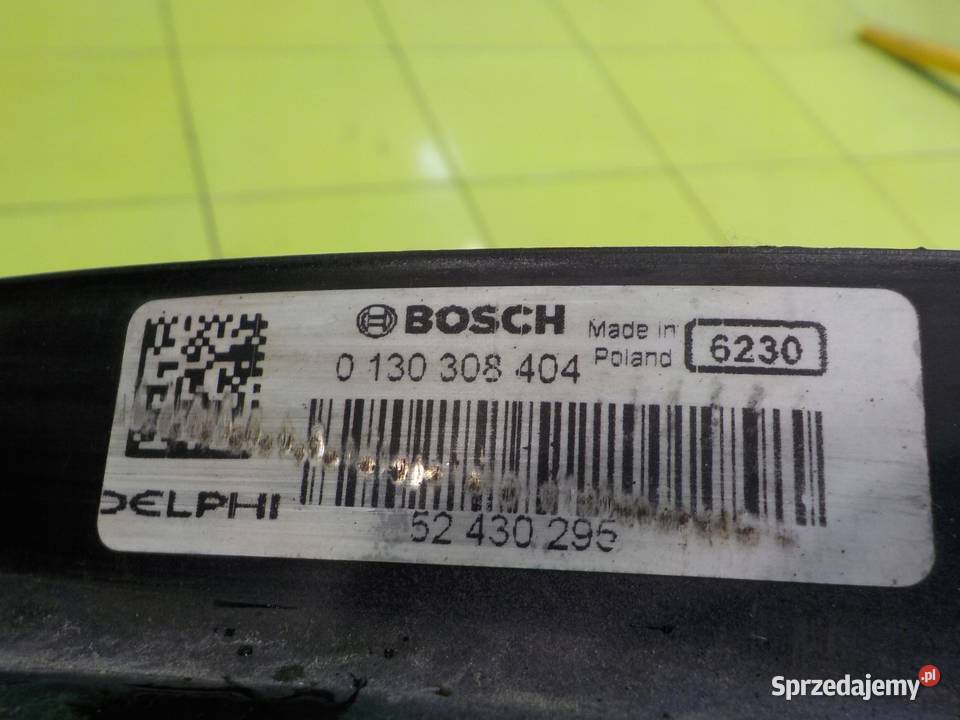 BOSCH
Made in
Poland
6230
0 130 308 404
DELPHI
52 430 295
Sprzedajemy.pl